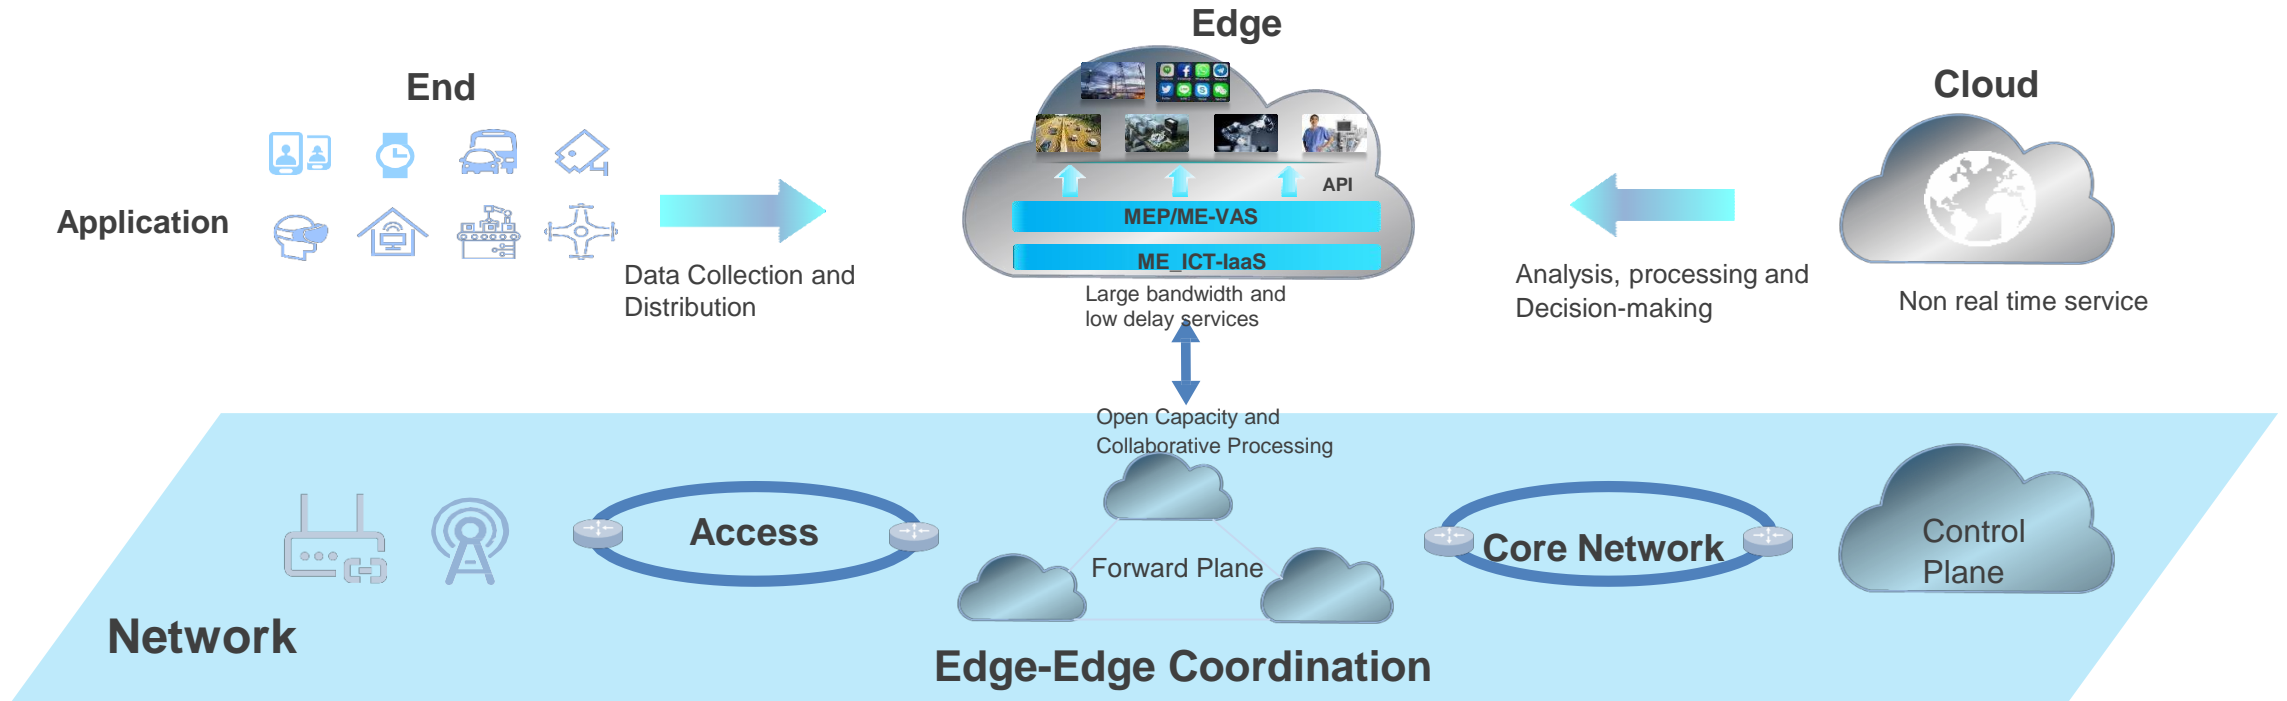 Edge
End
Cloud
Application
API
MEP/ME-VAS
ME_ICT-IaaS
Data Collection and
Distribution
Large bandwidth and
low delay services
Analysis, processing and
Decision-making
Non real time service
Open Capacity and
Collaborative Processing
Access
Forward Plane
Core Network
Control
Plane
Network
Edge-Edge Coordination